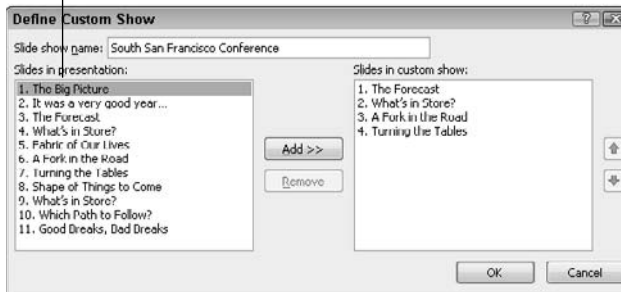 Define Custom Show
Slide show name: South San Francisco Conference
Slides in presentation:
1. The Big Picture
2. It was a very good year...
3. The Forecast
4. What's in Store?
5. Fabric of Our Lives
6. A Fork in the Road
7. Turning the Tables
8. Shape of Things to Come
9. What's in Store?
10. Which Path to Follow?
11. Good Breaks, Dad Breaks
Add >>
Remove
Slides in custom show:
1. The Forecast
2. What's in Store?
3. A Fork in the Road
4. Turning the Tables
OK
Cancel